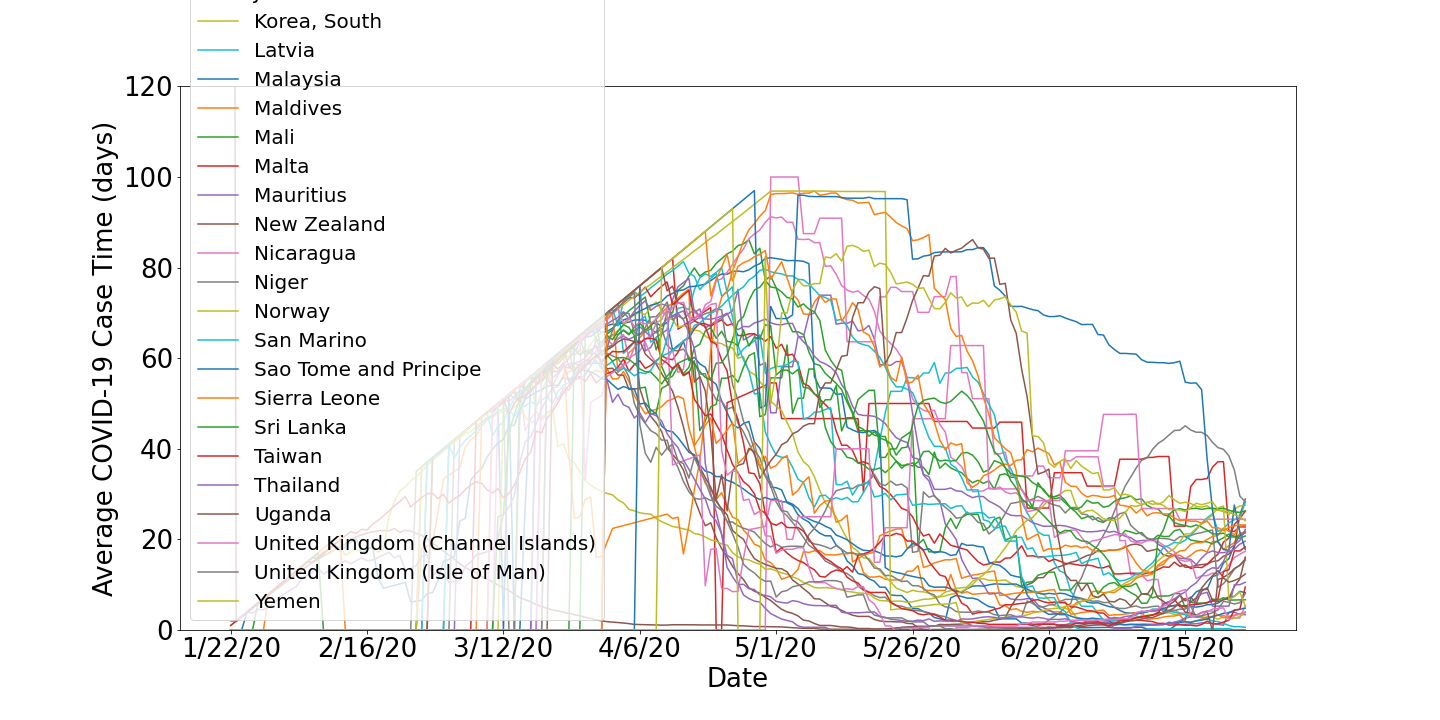 Korea, South
Latvia
Malaysia
Maldives
Mali
Malta
Mauritius
New Zealand
Nicaragua
Niger
Norway
San Marino
Sao Tome and Principe
Sierra Leone
Sri Lanka
Taiwan
Thailand
Uganda
United Kingdom (Channel Islands)
United Kingdom (Isle of Man)
Yemen
120
100
80
60
40
20
0
Average COVID-19 Case Time (days)
1/22/20 2/16/20 3/12/20 4/6/20 5/1/20 5/26/20 6/20/20 7/15/20
Date